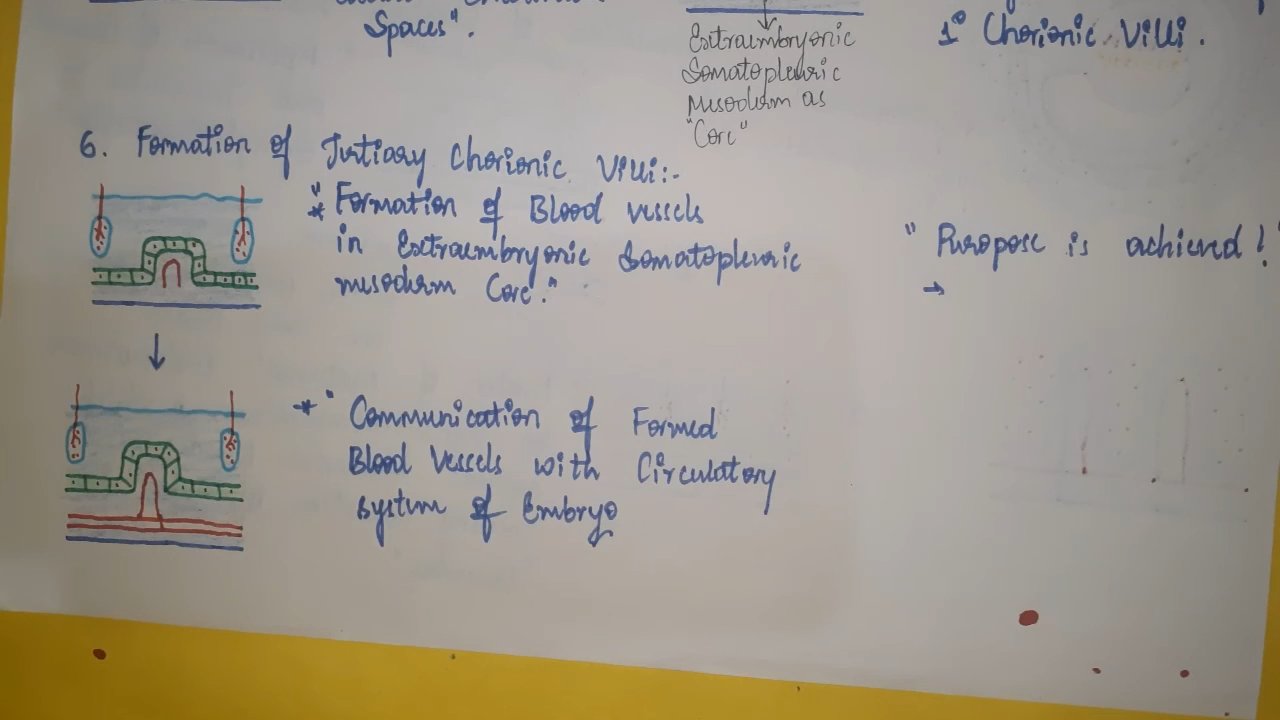 Spaces".
Extraembryonic
Somatopleuric
Mesoderm as
"Core"
1° Chorionic Villi.
6. Formation of Tertiary Chorionic Villi:-
* "Formation of Blood vessels
in Extraembryonic Somatopleuric
mesoderm Core."
"Puropose is achieved!"
→
* " Communication of Formed
Blood Vessels with Circulatory
system of Embryo